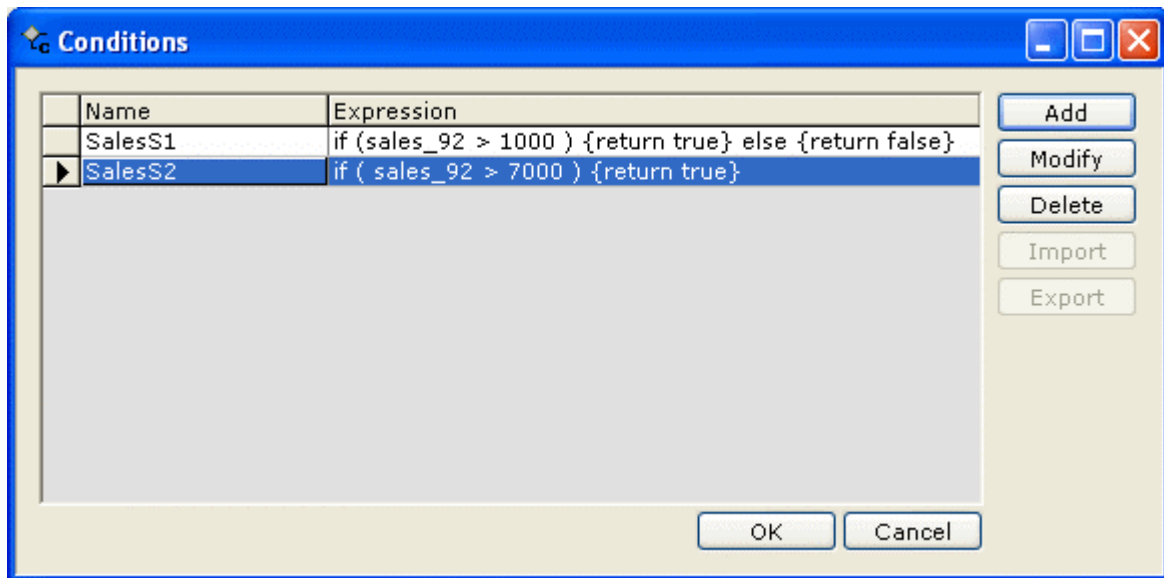 Conditions
Name Expression
SalesS1 if (sales_92 > 1000 ) {return true} else {return false}
SalesS2 if ( sales_92 > 7000 ) {return true}
Add
Modify
Delete
Import
Export
OK Cancel